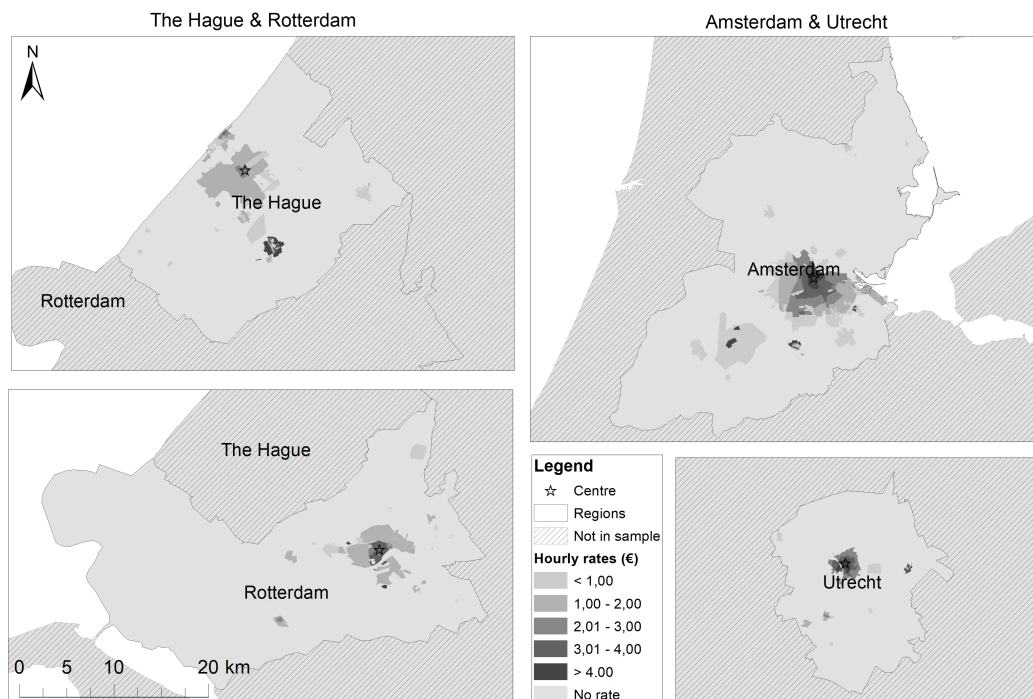 The Hague & Rotterdam
Amsterdam & Utrecht
N
The Hague
Rotterdam
Amsterdam
The Hague
Rotterdam
0 5 10 20 km
Legend
Centre
Regions
Not in sample
Hourly rates (€)
< 1,00
1,00 - 2,00
2,01 - 3,00
3,01 - 4,00
> 4.00
No rate
Utrecht